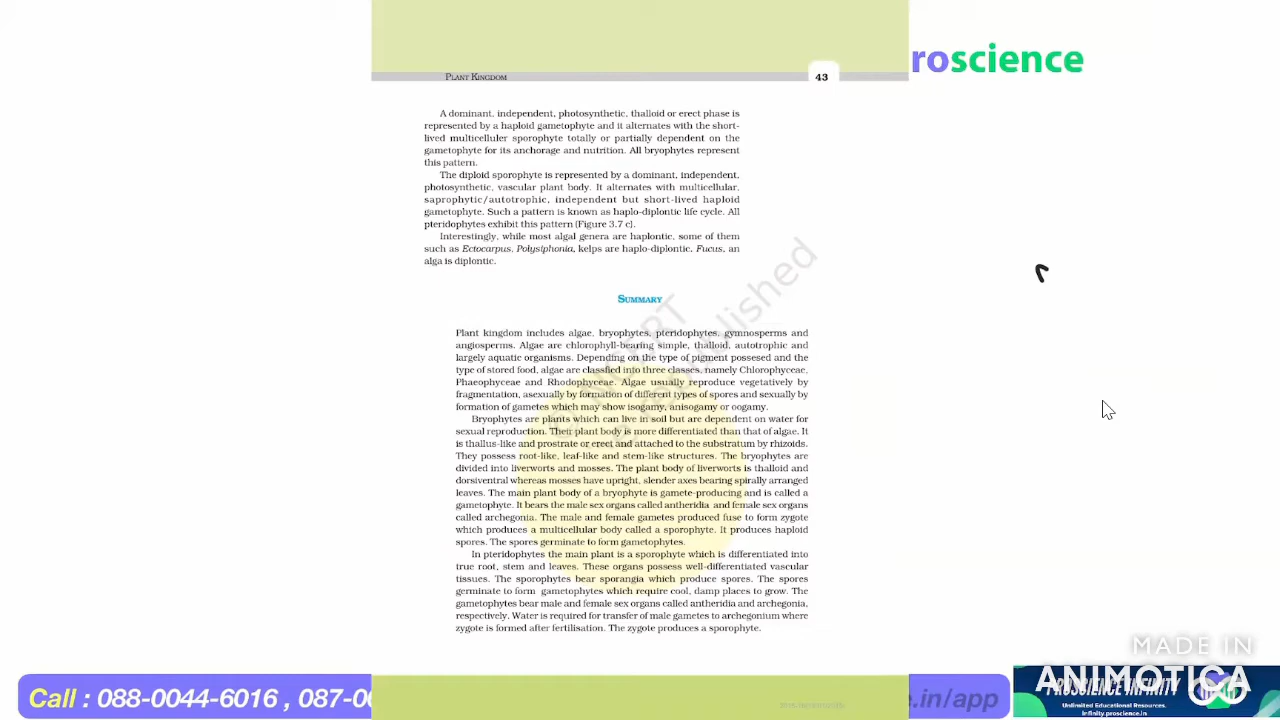 roscience
PLANT KINGDOM
43
A dominant, independent, photosynthetic, thalloid or erect phase is
represented by a haploid gametophyte and it alternates with the short-
lived multicelluler sporophyte totally or partially dependent on the
gametophyte for its anchorage and nutrition. All bryophytes represent
this pattern.
The diploid sporophyte is represented by a dominant, independent,
photosynthetic, vascular plant body. It alternates with multicellular,
saprophytic/autotrophic, independent but short-lived haploid
gametophyte. Such a pattern is known as haplo-diplontic life cycle. All
pteridophytes exhibit this pattern (Figure 3.7 c).
Interestingly, while most algal genera are haplontic, some of them
such as Ectocarpus, Polysiphonia, kelps are haplo-diplontic. Fucus, an
alga is diplontic.
SUMMARY
Plant kingdom includes algae, bryophytes, pteridophytes, gymnosperms and
angiosperms. Algae are chlorophyll-bearing simple, thalloid, autotrophic and
largely aquatic organisms. Depending on the type of pigment possesed and the
type of stored food, algae are classfied into three classes, namely Chlorophyceae,
Phaeophyceae and Rhodophyceae. Algae usually reproduce vegetatively by
fragmentation, asexually by formation of different types of spores and sexually by
formation of gametes which may show isogamy, anisogamy or oogamy.
Bryophytes are plants which can live in soil but are dependent on water for
sexual reproduction. Their plant body is more differentiated than that of algae. It
is thallus-like and prostrate or erect and attached to the substratum by rhizoids.
They possess root-like, leaf-like and stem-like structures. The bryophytes are
divided into liverworts and mosses. The plant body of liverworts is thalloid and
dorsiventral whereas mosses have upright, slender axes bearing spirally arranged
leaves. The main plant body of a bryophyte is gamete-producing and is called a
gametophyte. It bears the male sex organs called antheridia and female sex organs
called archegonia. The male and female gametes produced fuse to form zygote
which produces a multicellular body called a sporophyte. It produces haploid
spores. The spores germinate to form gametophytes.
In pteridophytes the main plant is a sporophyte which is differentiated into
true root, stem and leaves. These organs possess well-differentiated vascular
tissues. The sporophytes bear sporangia which produce spores. The spores
germinate to form gametophytes which require cool, damp places to grow. The
gametophytes bear male and female sex organs called antheridia and archegonia,
respectively. Water is required for transfer of male gametes to archegonium where
zygote is formed after fertilisation. The zygote produces a sporophyte.
MADE IN
ANIMOTICA
Call : 088-0044-6016 , 087-0
e.in/app
PROSCIENCE INFINITY
Unlimited Educational Resources.
infinity.proscience.in